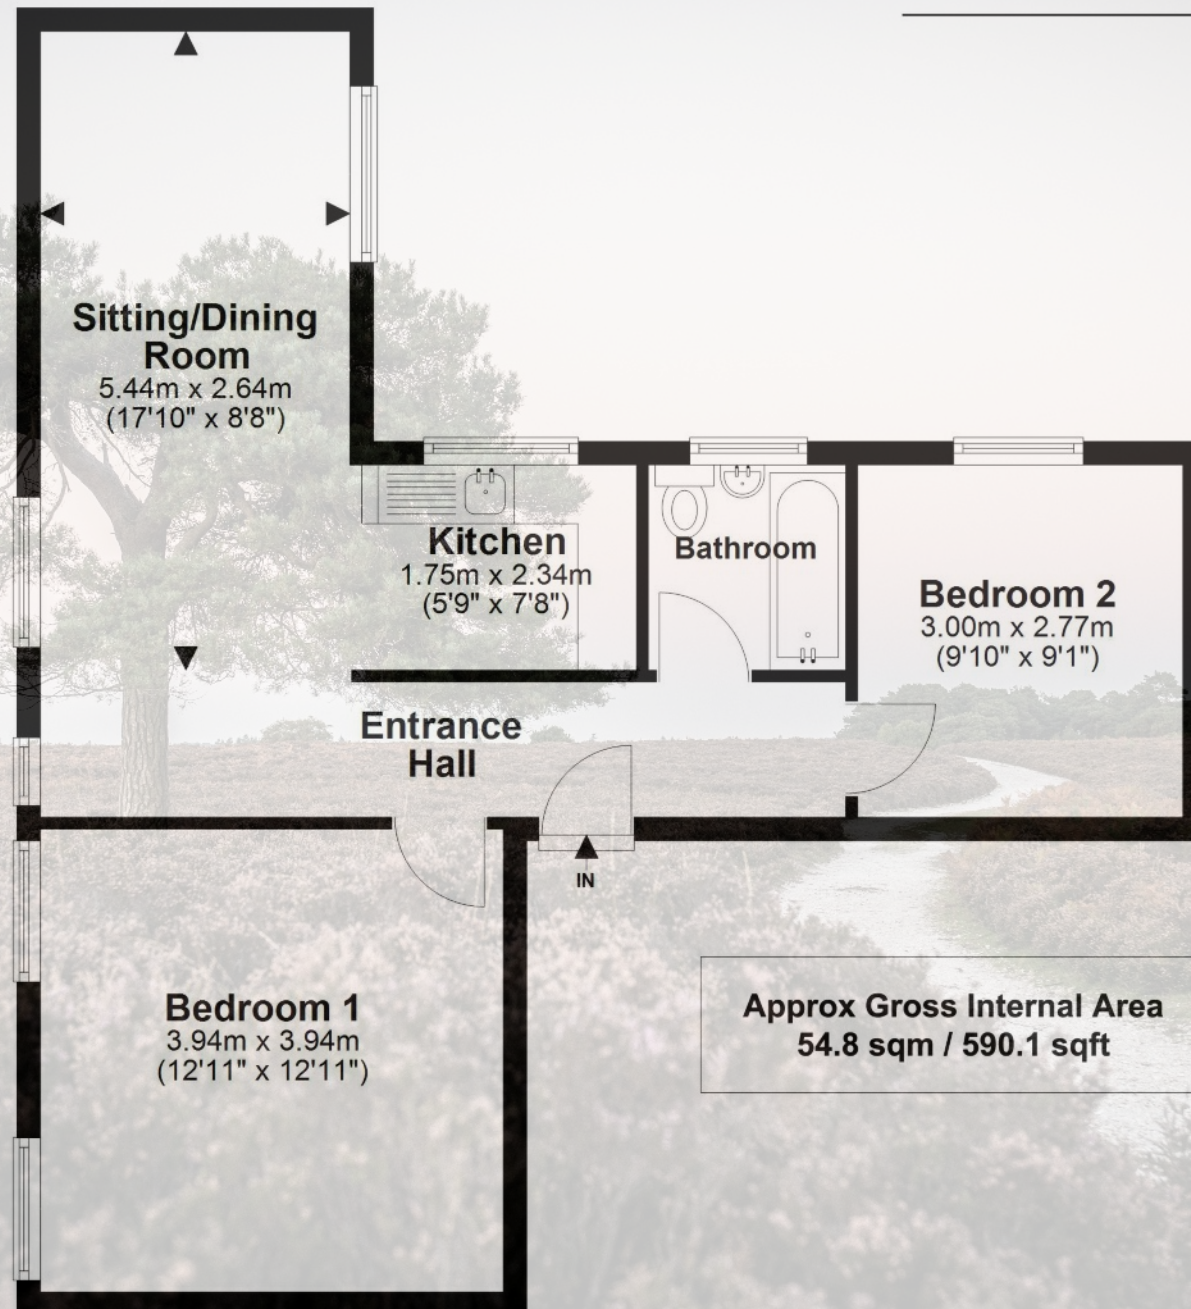 Sitting/Dining
Room
5.44m x 2.64m
(17'10" x 8'8")
Kitchen
1.75m x 2.34m
(5'9" x 7'8")
Bathroom
Bedroom 2
3.00m x 2.77m
(9'10" x 9'1")
Entrance
Hall
IN
Bedroom 1
3.94m x 3.94m
(12'11" x 12'11")
Approx Gross Internal Area
54.8 sqm / 590.1 sqft